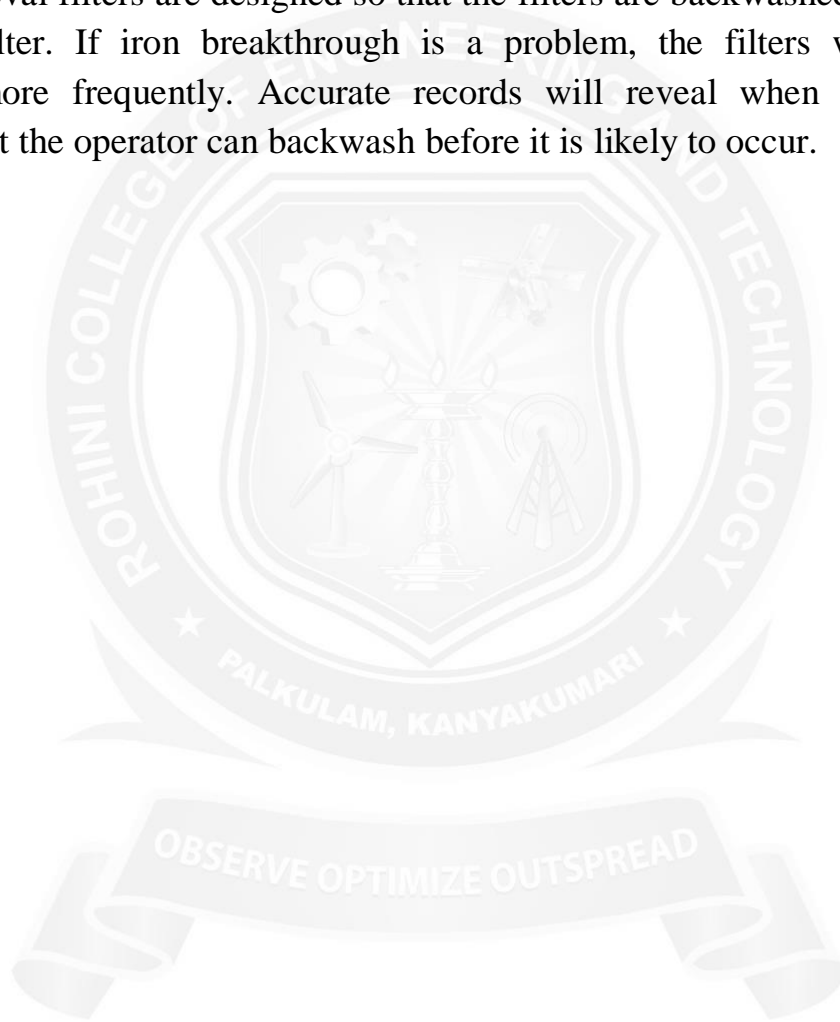 val filters are designed so that the filters are backwashed
lter. If iron breakthrough is a problem, the filters
ore frequently. Accurate records will reveal when
t the operator can backwash before it is likely to occur.
ROHINI COLLEGE OF ENGINEERING AND TECHNOLOGY
PALKULAM, KANYAKUMARI
OBSERVE OPTIMIZE OUTSPREAD